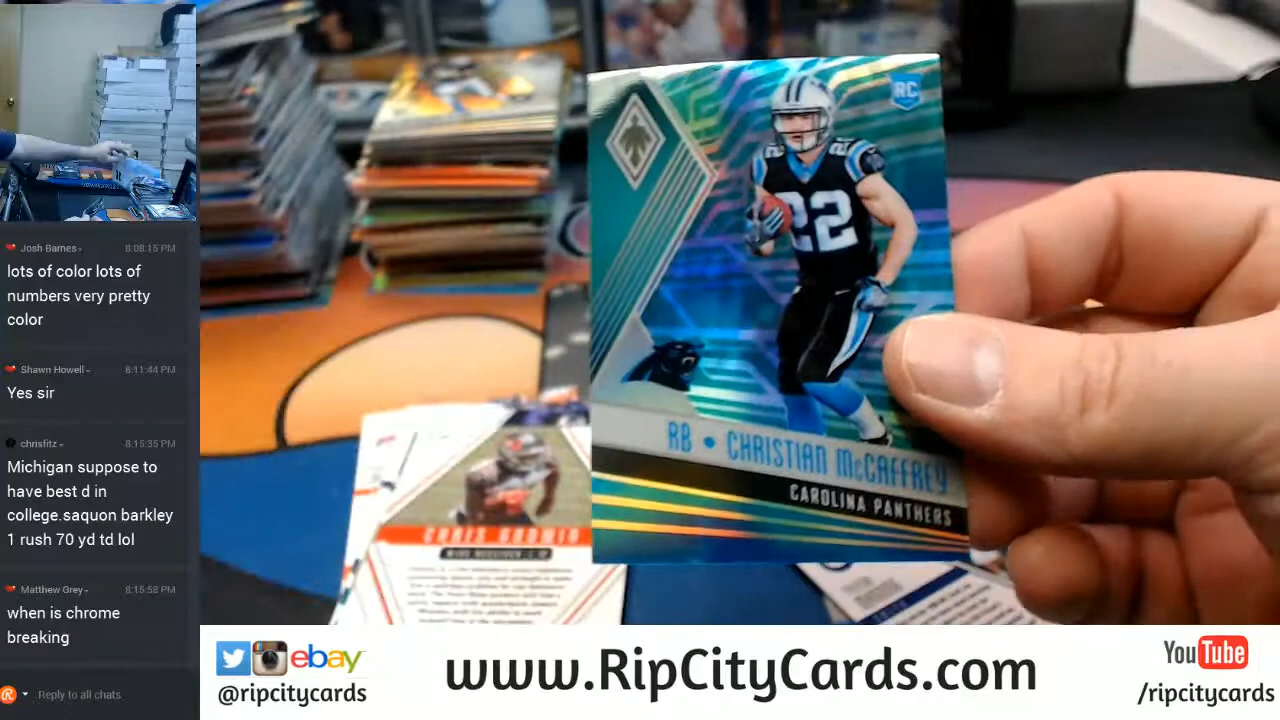 Josh Barnes
8:08:15 PM
lots of color lots of
numbers very pretty
color
Shawn Howell
8:11:44 PM
Yes sir
chrisfitz
8:15:35 PM
Michigan suppose to
have best d in
college.saquon barkley
1 rush 70 yd td lol
Matthew Grey
8:15:58 PM
when is chrome
breaking
Reply to all chats
RC
22
22
RB • CHRISTIAN McCAFFREY
CAROLINA PANTHERS
CHRIS GODWIN
ebay
@ripcitycards
www.RipCityCards.com
YouTube
/ripcitycards